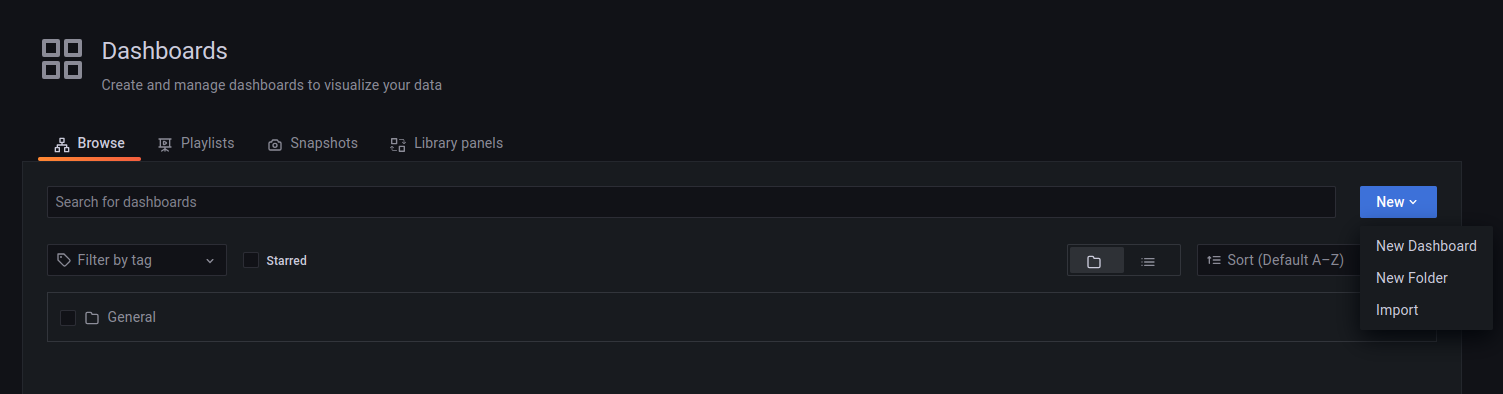 Dashboards
Create and manage dashboards to visualize your data
Browse Playlists Snapshots Library panels
Search for dashboards New
New Dashboard
Filter by tag Starred Sort (Default A–Z)
New Folder
Import
General